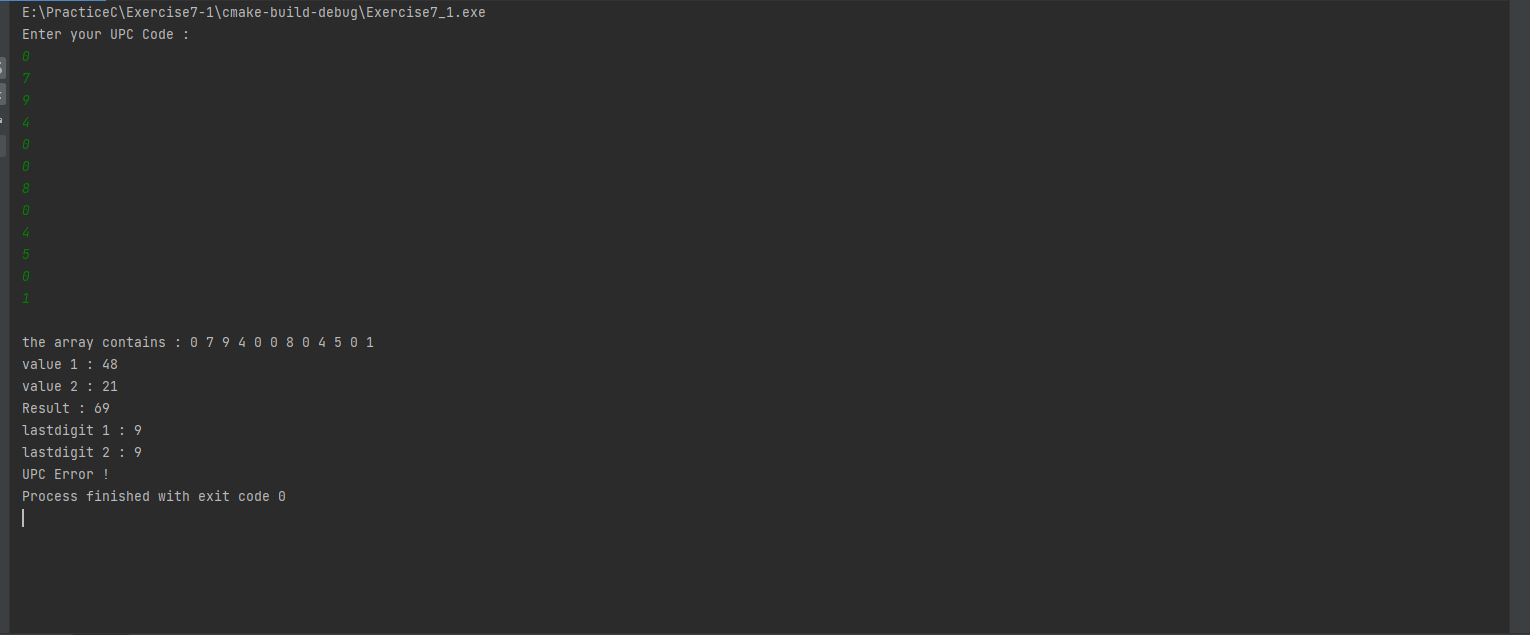 E:\PracticeC\Exercise7-1\cmake-build-debug\Exercise7_1.exe
Enter your UPC Code :
0
7
9
4
0
0
8
0
4
5
0
1
the array contains : 0 7 9 4 0 0 8 0 4 5 0 1
value 1 : 48
value 2 : 21
Result : 69
lastdigit 1 : 9
lastdigit 2 : 9
UPC Error !
Process finished with exit code 0